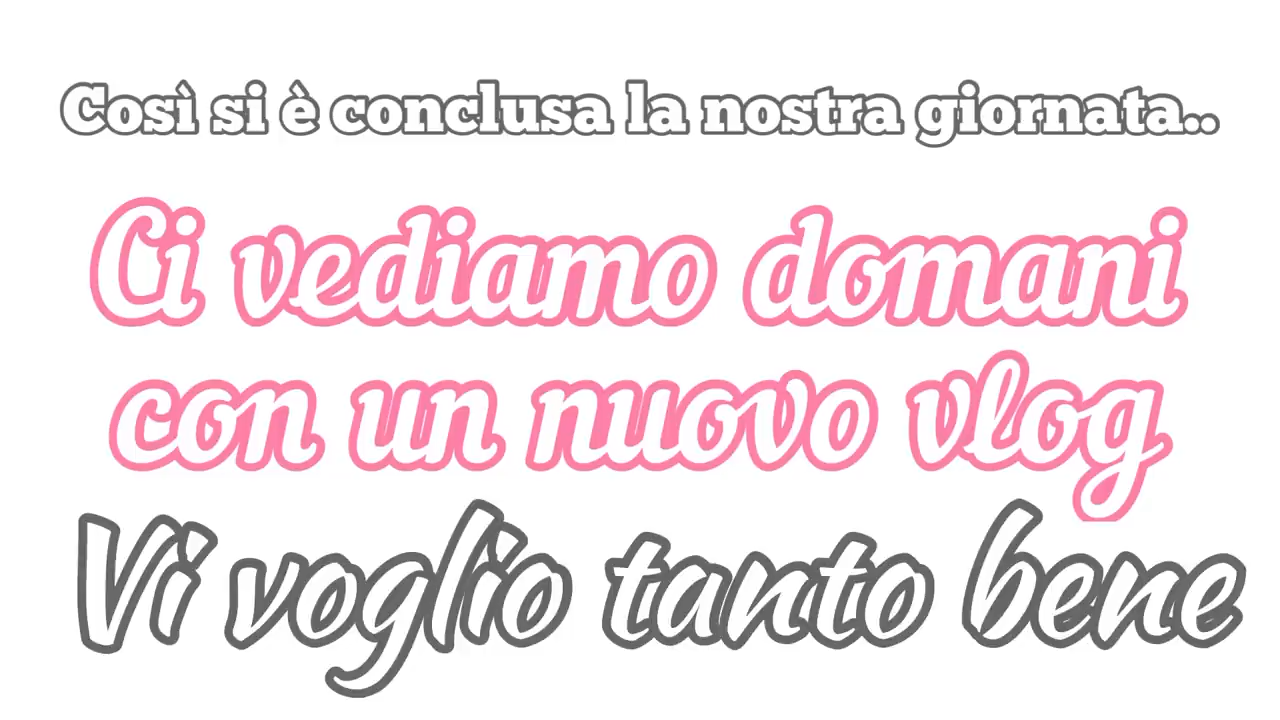 Così si è conclusa la nostra giornata..
Ci vediamo domani
con un nuovo vlog
Vi voglio tanto bene